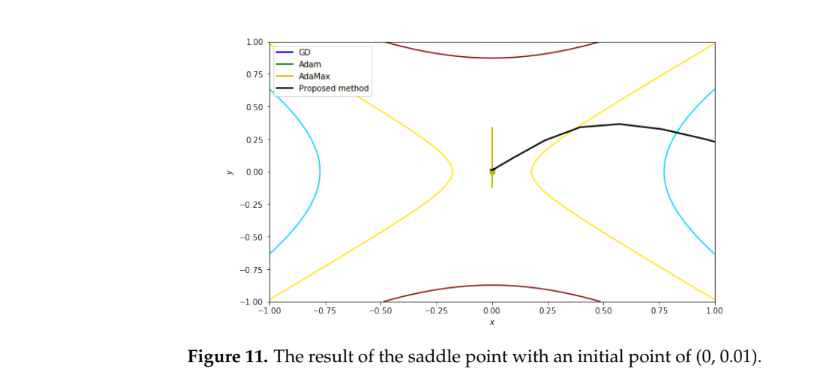 1.00
GD
Adam
AdaMax
Proposed method
0.75
0.50
0.25
0.00
−0.25
−0.50
−0.75
−1.00
y
−1.00 −0.75 −0.50 −0.25 0.00 0.25 0.50 0.75 1.00
x
Figure 11. The result of the saddle point with an initial point of (0, 0.01).